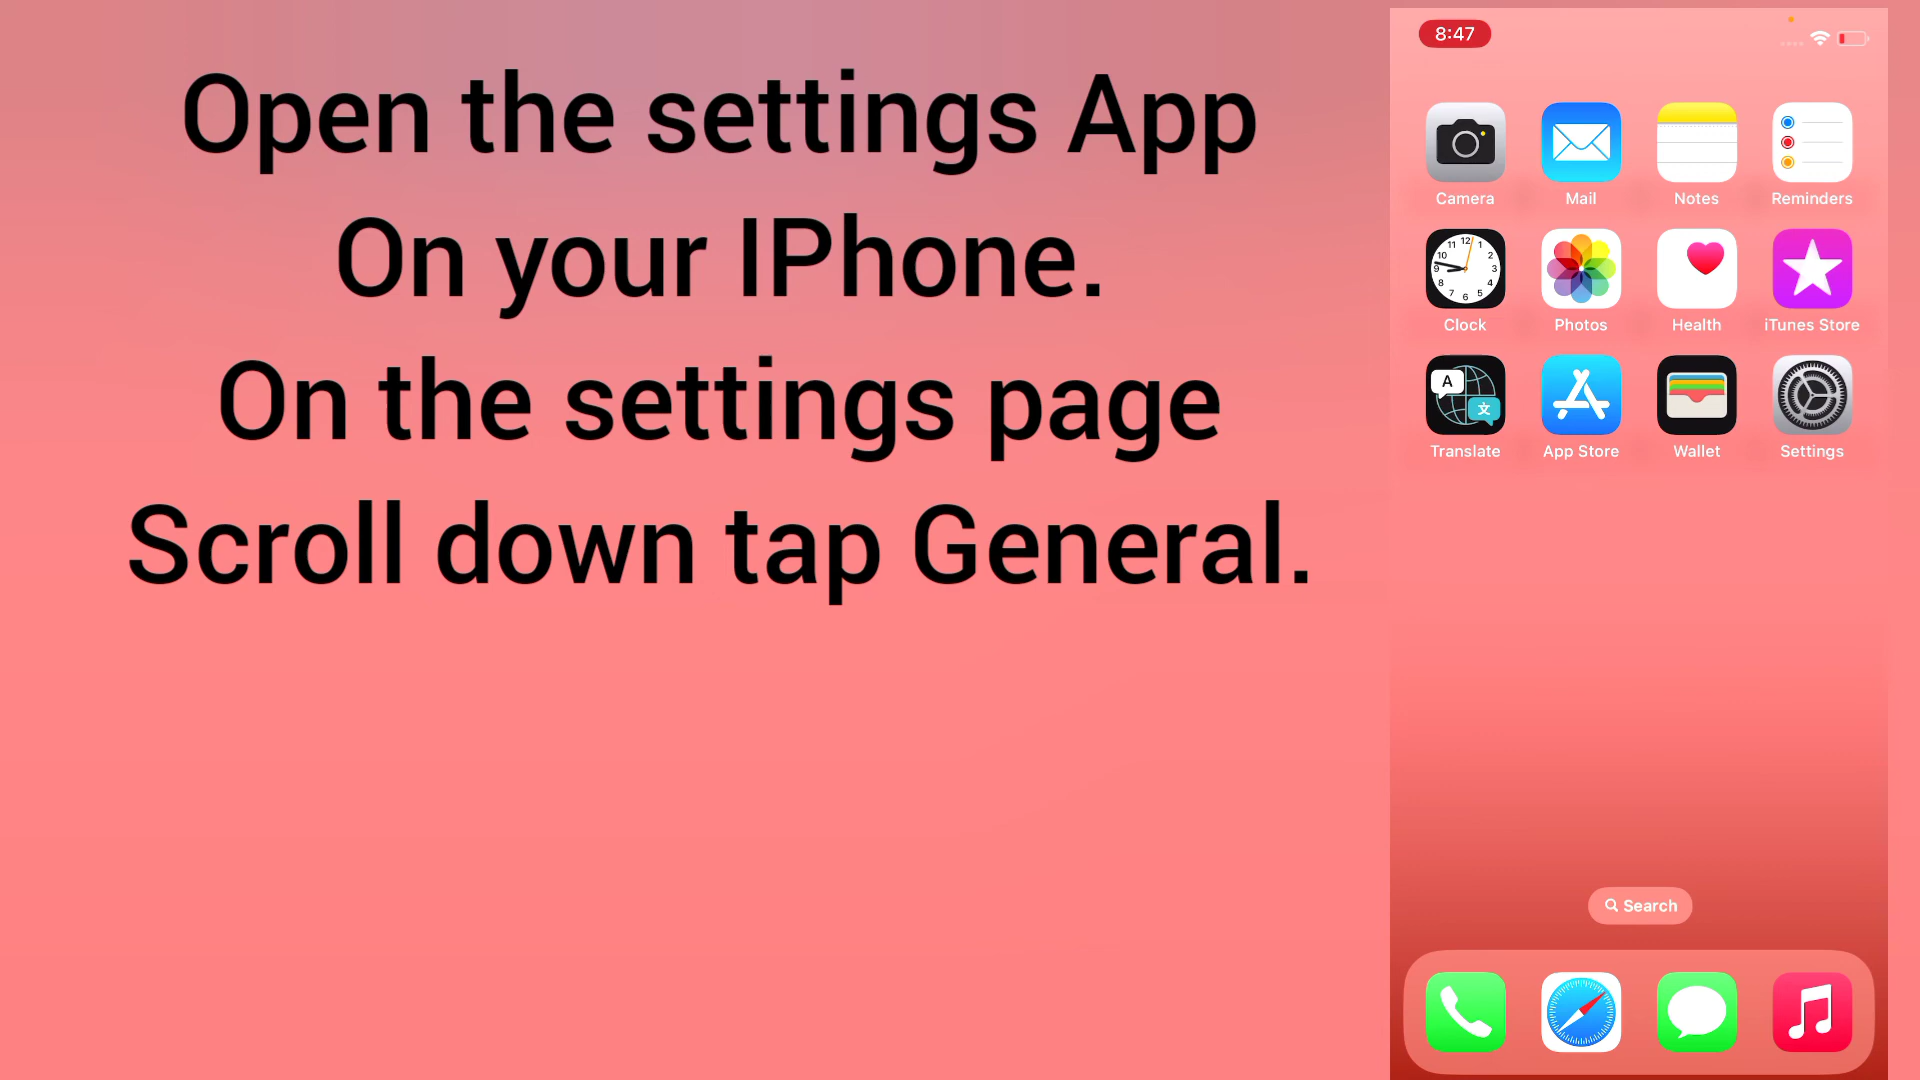 Open the settings App
On your IPhone.
On the settings page
Scroll down tap General.
8:47
Camera
Mail
Notes
Reminders
Clock
Photos
Health
iTunes Store
Translate
App Store
Wallet
Settings
Search